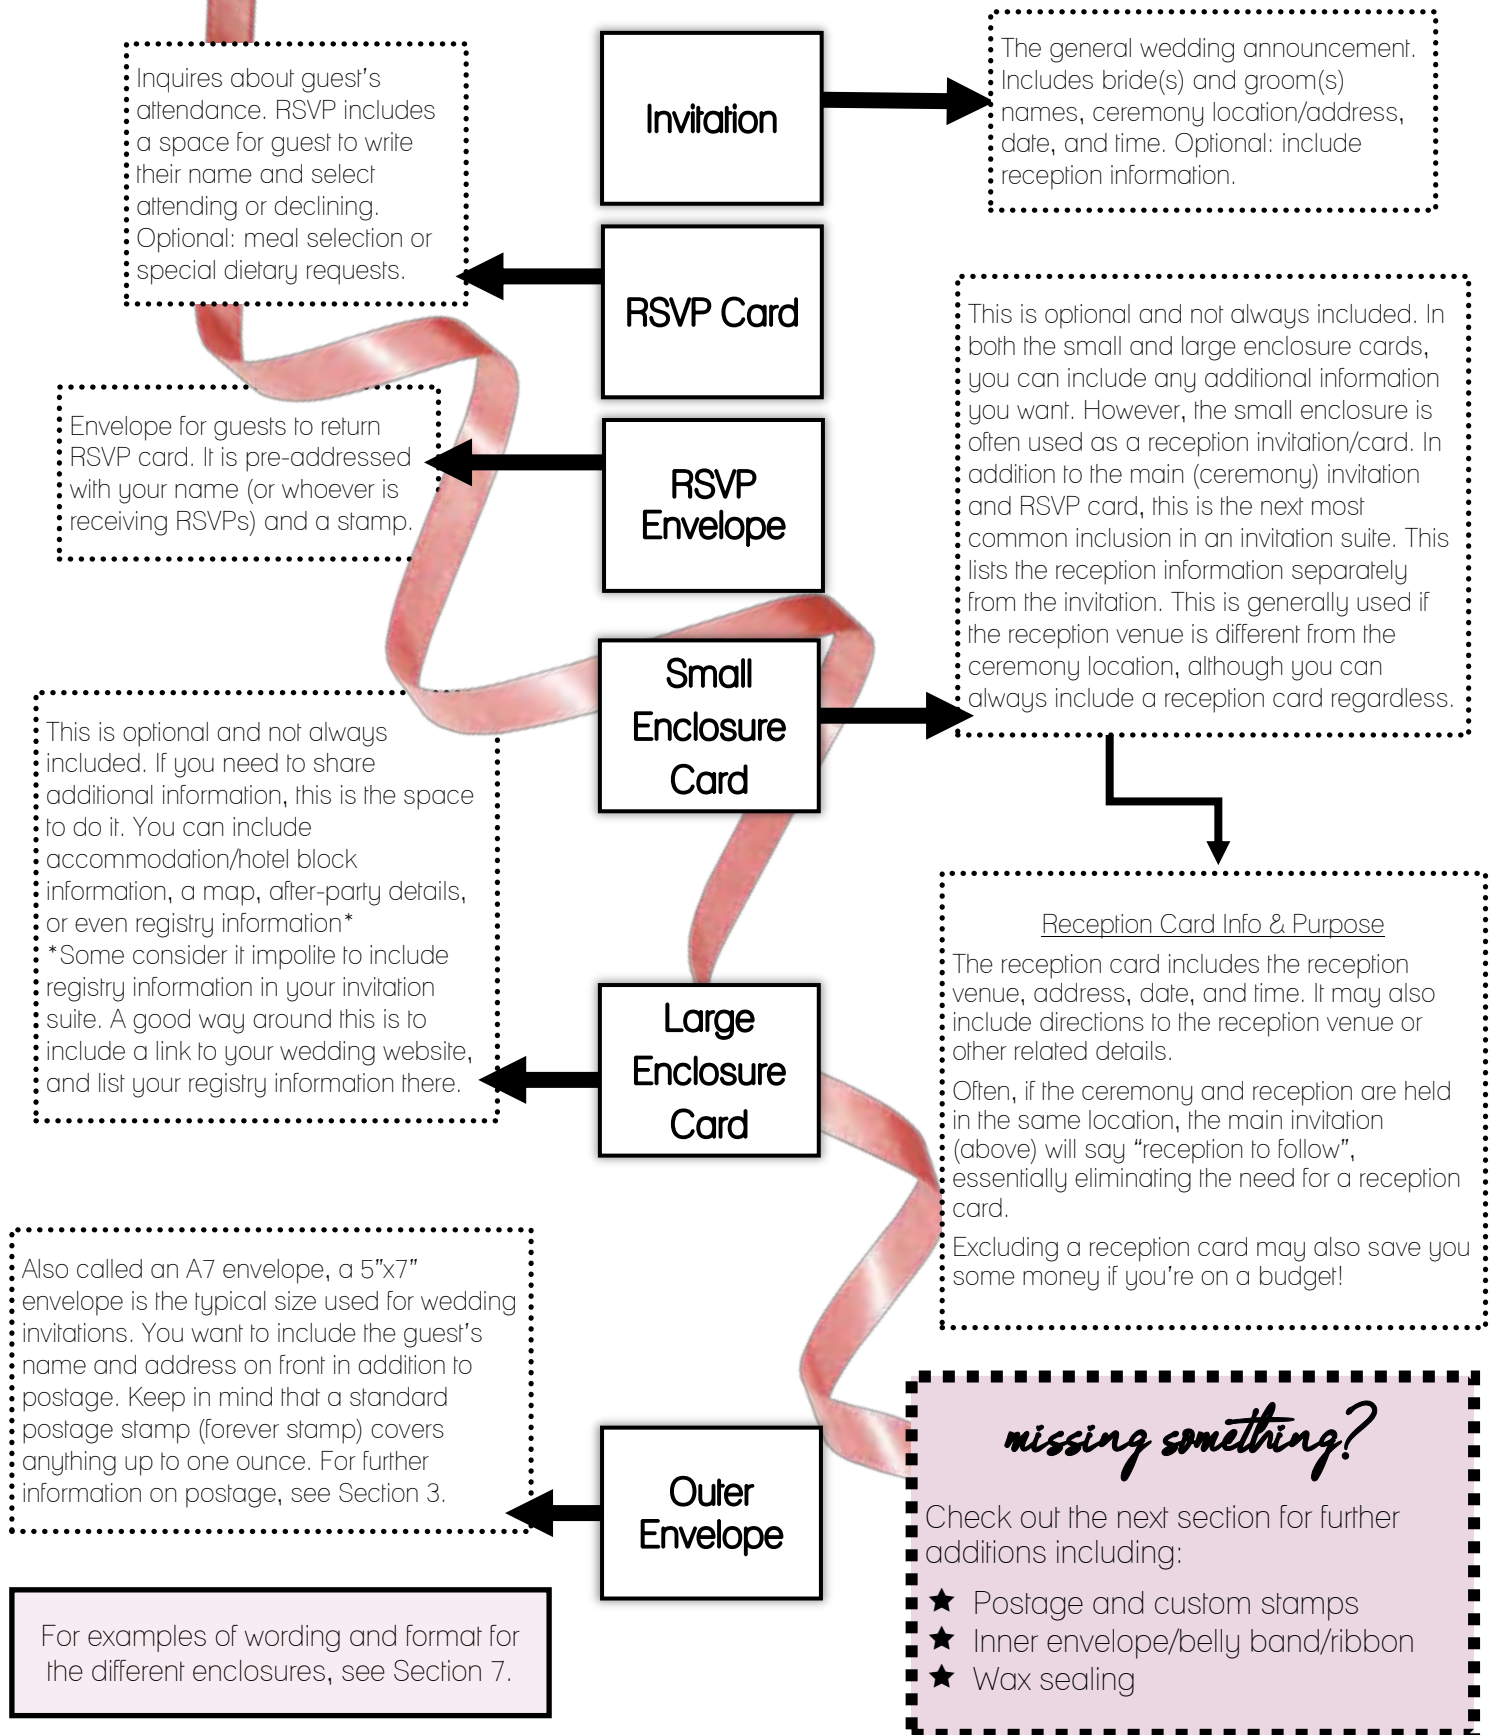 Invitation
The general wedding announcement.
Includes bride(s) and groom(s)
names, ceremony location/address,
date, and time. Optional: include
reception information.
RSVP Card
Inquires about guest's
attendance. RSVP includes
a space for guest to write
their name and select
attending or declining.
Optional: meal selection or
special dietary requests.
RSVP
Envelope
Envelope for guests to return
RSVP card. It is pre-addressed
with your name (or whoever is
receiving RSVPs) and a stamp.
Small
Enclosure
Card
This is optional and not always included. In
both the small and large enclosure cards,
you can include any additional information
you want. However, the small enclosure is
often used as a reception invitation/card. In
addition to the main (ceremony) invitation
and RSVP card, this is the next most
common inclusion in an invitation suite. This
lists the reception information separately
from the invitation. This is generally used if
the reception venue is different from the
ceremony location, although you can
always include a reception card regardless.
Reception Card Info & Purpose
The reception card includes the reception
venue, address, date, and time. It may also
include directions to the reception venue or
other related details.
Often, if the ceremony and reception are held
in the same location, the main invitation
(above) will say “reception to follow”,
essentially eliminating the need for a reception
card.
Excluding a reception card may also save you
some money if you're on a budget!
Large
Enclosure
Card
This is optional and not always
included. If you need to share
additional information, this is the space
to do it. You can include
accommodation/hotel block
information, a map, after-party details,
or even registry information*
*Some consider it impolite to include
registry information in your invitation
suite. A good way around this is to
include a link to your wedding website,
and list your registry information there.
Outer
Envelope
Also called an A7 envelope, a 5”x7”
envelope is the typical size used for wedding
invitations. You want to include the guest's
name and address on front in addition to
postage. Keep in mind that a standard
postage stamp (forever stamp) covers
anything up to one ounce. For further
information on postage, see Section 3.
For examples of wording and format for
the different enclosures, see Section 7.
missing something?
Check out the next section for further
additions including:
★ Postage and custom stamps
★ Inner envelope/belly band/ribbon
★ Wax sealing